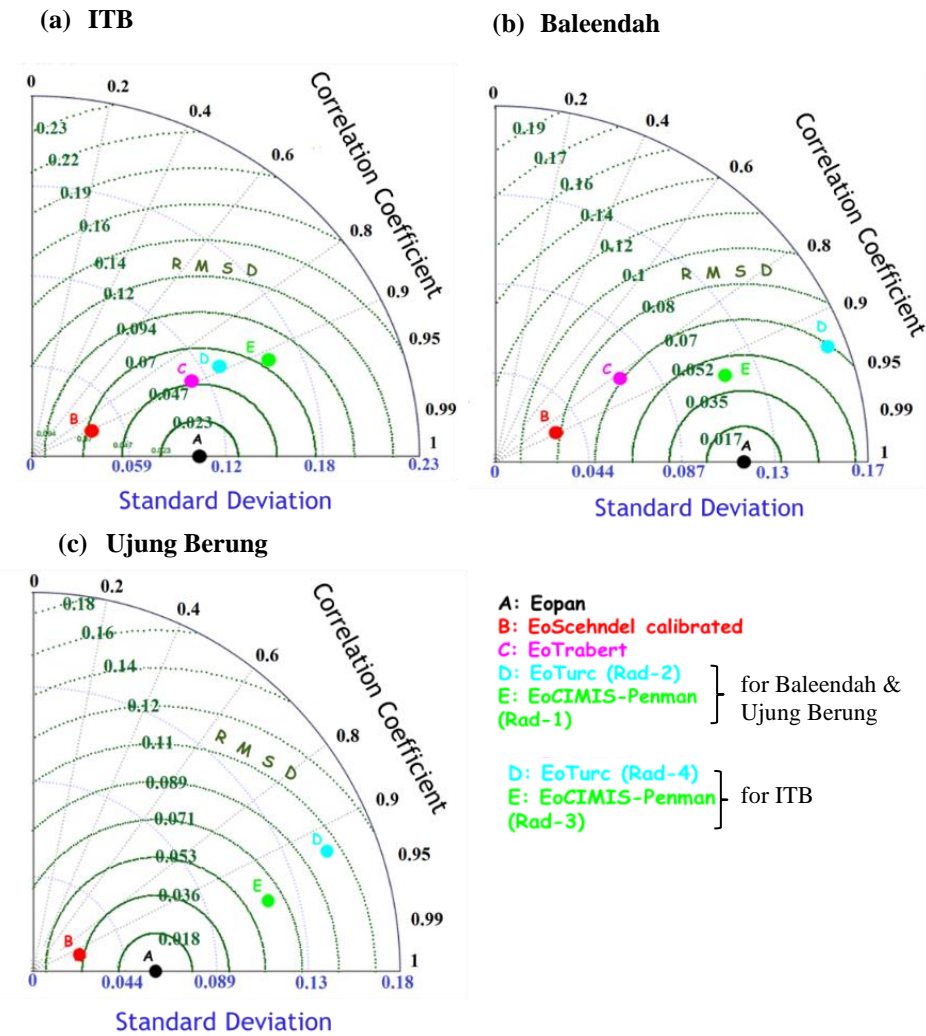 (a) ITB
0
0.2
0.4
0.6
0.8
0.9
0.95
0.99
1
Correlation Coefficient
0.23
0.22
0.19
0.16
0.14
R M S D
0.12
0.094
0.07
0.047
0.023
B
C
D
E
A
0.094
0.047
0.023
0
0.059
0.12
0.18
0.23
Standard Deviation
(b) Baleendah
0
0.2
0.4
0.6
0.8
0.9
0.95
0.99
1
Correlation Coefficient
0.19
0.17
0.16
0.14
0.12
0.1
R M S D
0.08
0.07
0.052
0.035
0.017
B
C
D
E
A
0
0.044
0.087
0.13
0.17
Standard Deviation
(c) Ujung Berung
0
0.2
0.4
0.6
0.8
0.9
0.95
0.99
1
Correlation Coefficient
0.18
0.16
0.14
0.12
0.11
R M S D
0.089
0.071
0.053
0.036
0.018
B
D
E
A
0
0.044
0.089
0.13
0.18
Standard Deviation
A: Eopan
B: EoScehndel calibrated
C: EoTrabert
D: EoTurc (Rad-2)
E: EoCIMIS-Penman
(Rad-1)
for Baleendah &
Ujung Berung
D: EoTurc (Rad-4)
E: EoCIMIS-Penman
(Rad-3)
for ITB